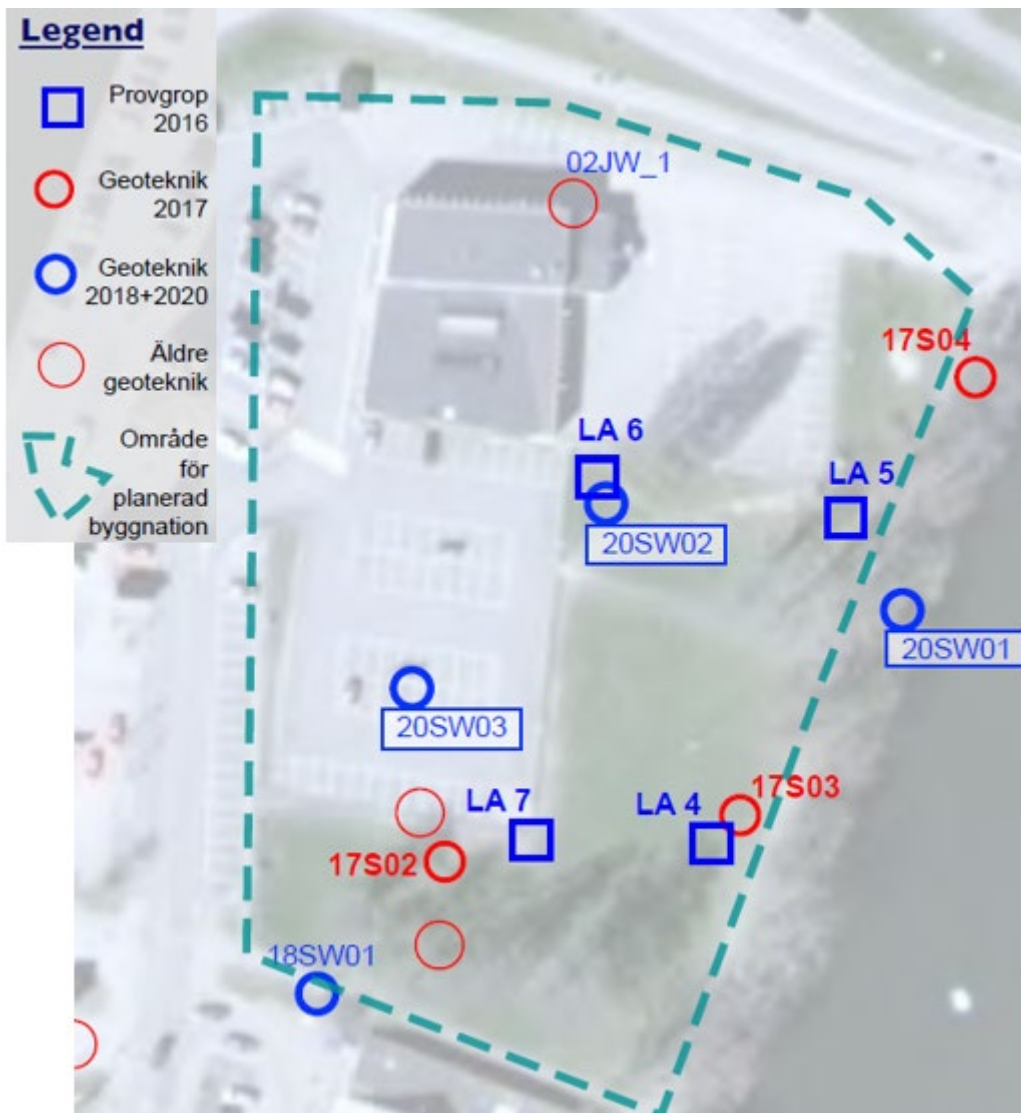 Legend
Provgrop
2016
Geoteknik
2017
Geoteknik
2018+2020
Äldre
geoteknik
Område
för
planerad
byggnation
02JW_1
17S04
LA 6
LA 5
20SW02
20SW01
20SW03
LA 7
LA 4
17S03
17S02
18SW01